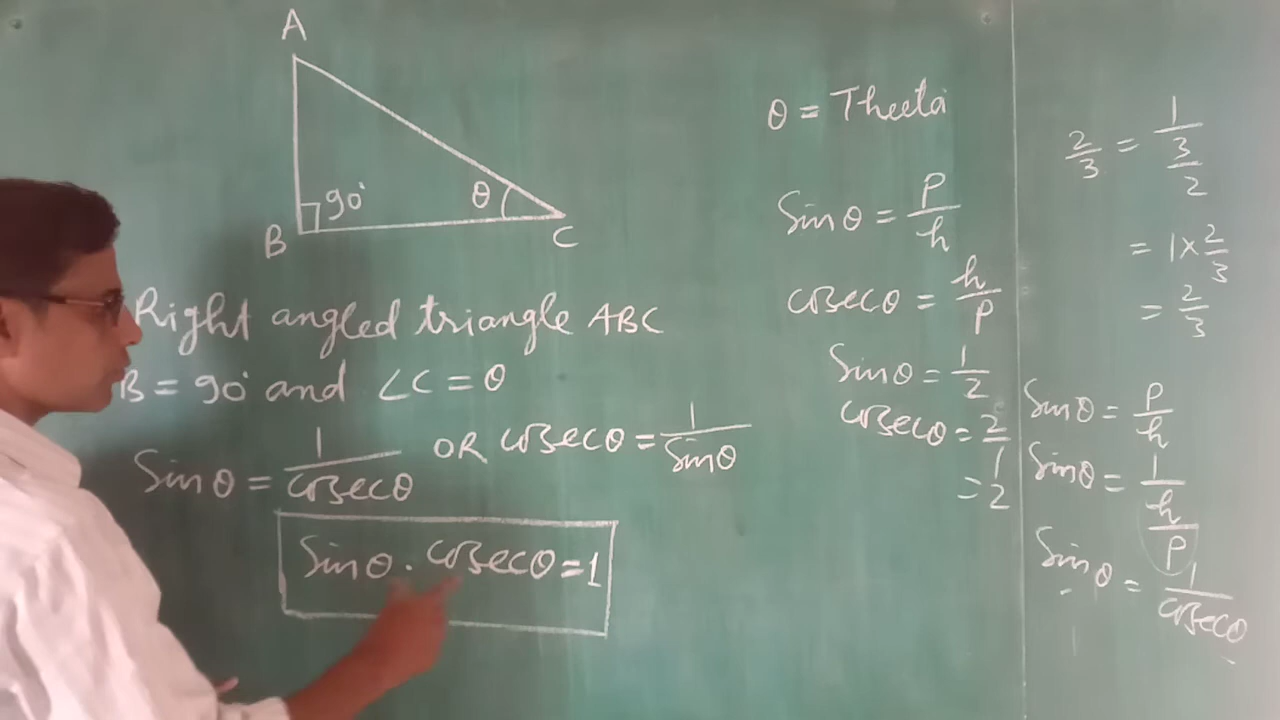 A
90°
θ
B
C
Right angled triangle ABC
B = 90° and ∠C = θ
Sinθ = 1/cosecθ OR cosecθ = 1/Sinθ
Sinθ . cosecθ = 1
θ = Theeta
Sinθ = P/h
cosecθ = h/P
Sinθ = 1/2
cosecθ = 2/1
= 2
2/3 = 1/(3/2)
= 1 × 2/3
= 2/3
Sinθ = P/h
Sinθ = 1/(h/P)
Sinθ = 1/cosecθ